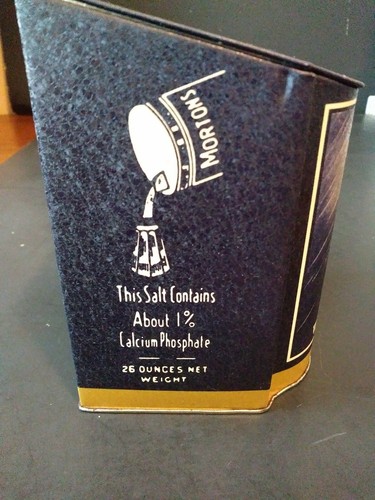 MORTONS
This Salt Contains
About 1%
Calcium Phosphate
26 OUNCES NET
WEIGHT